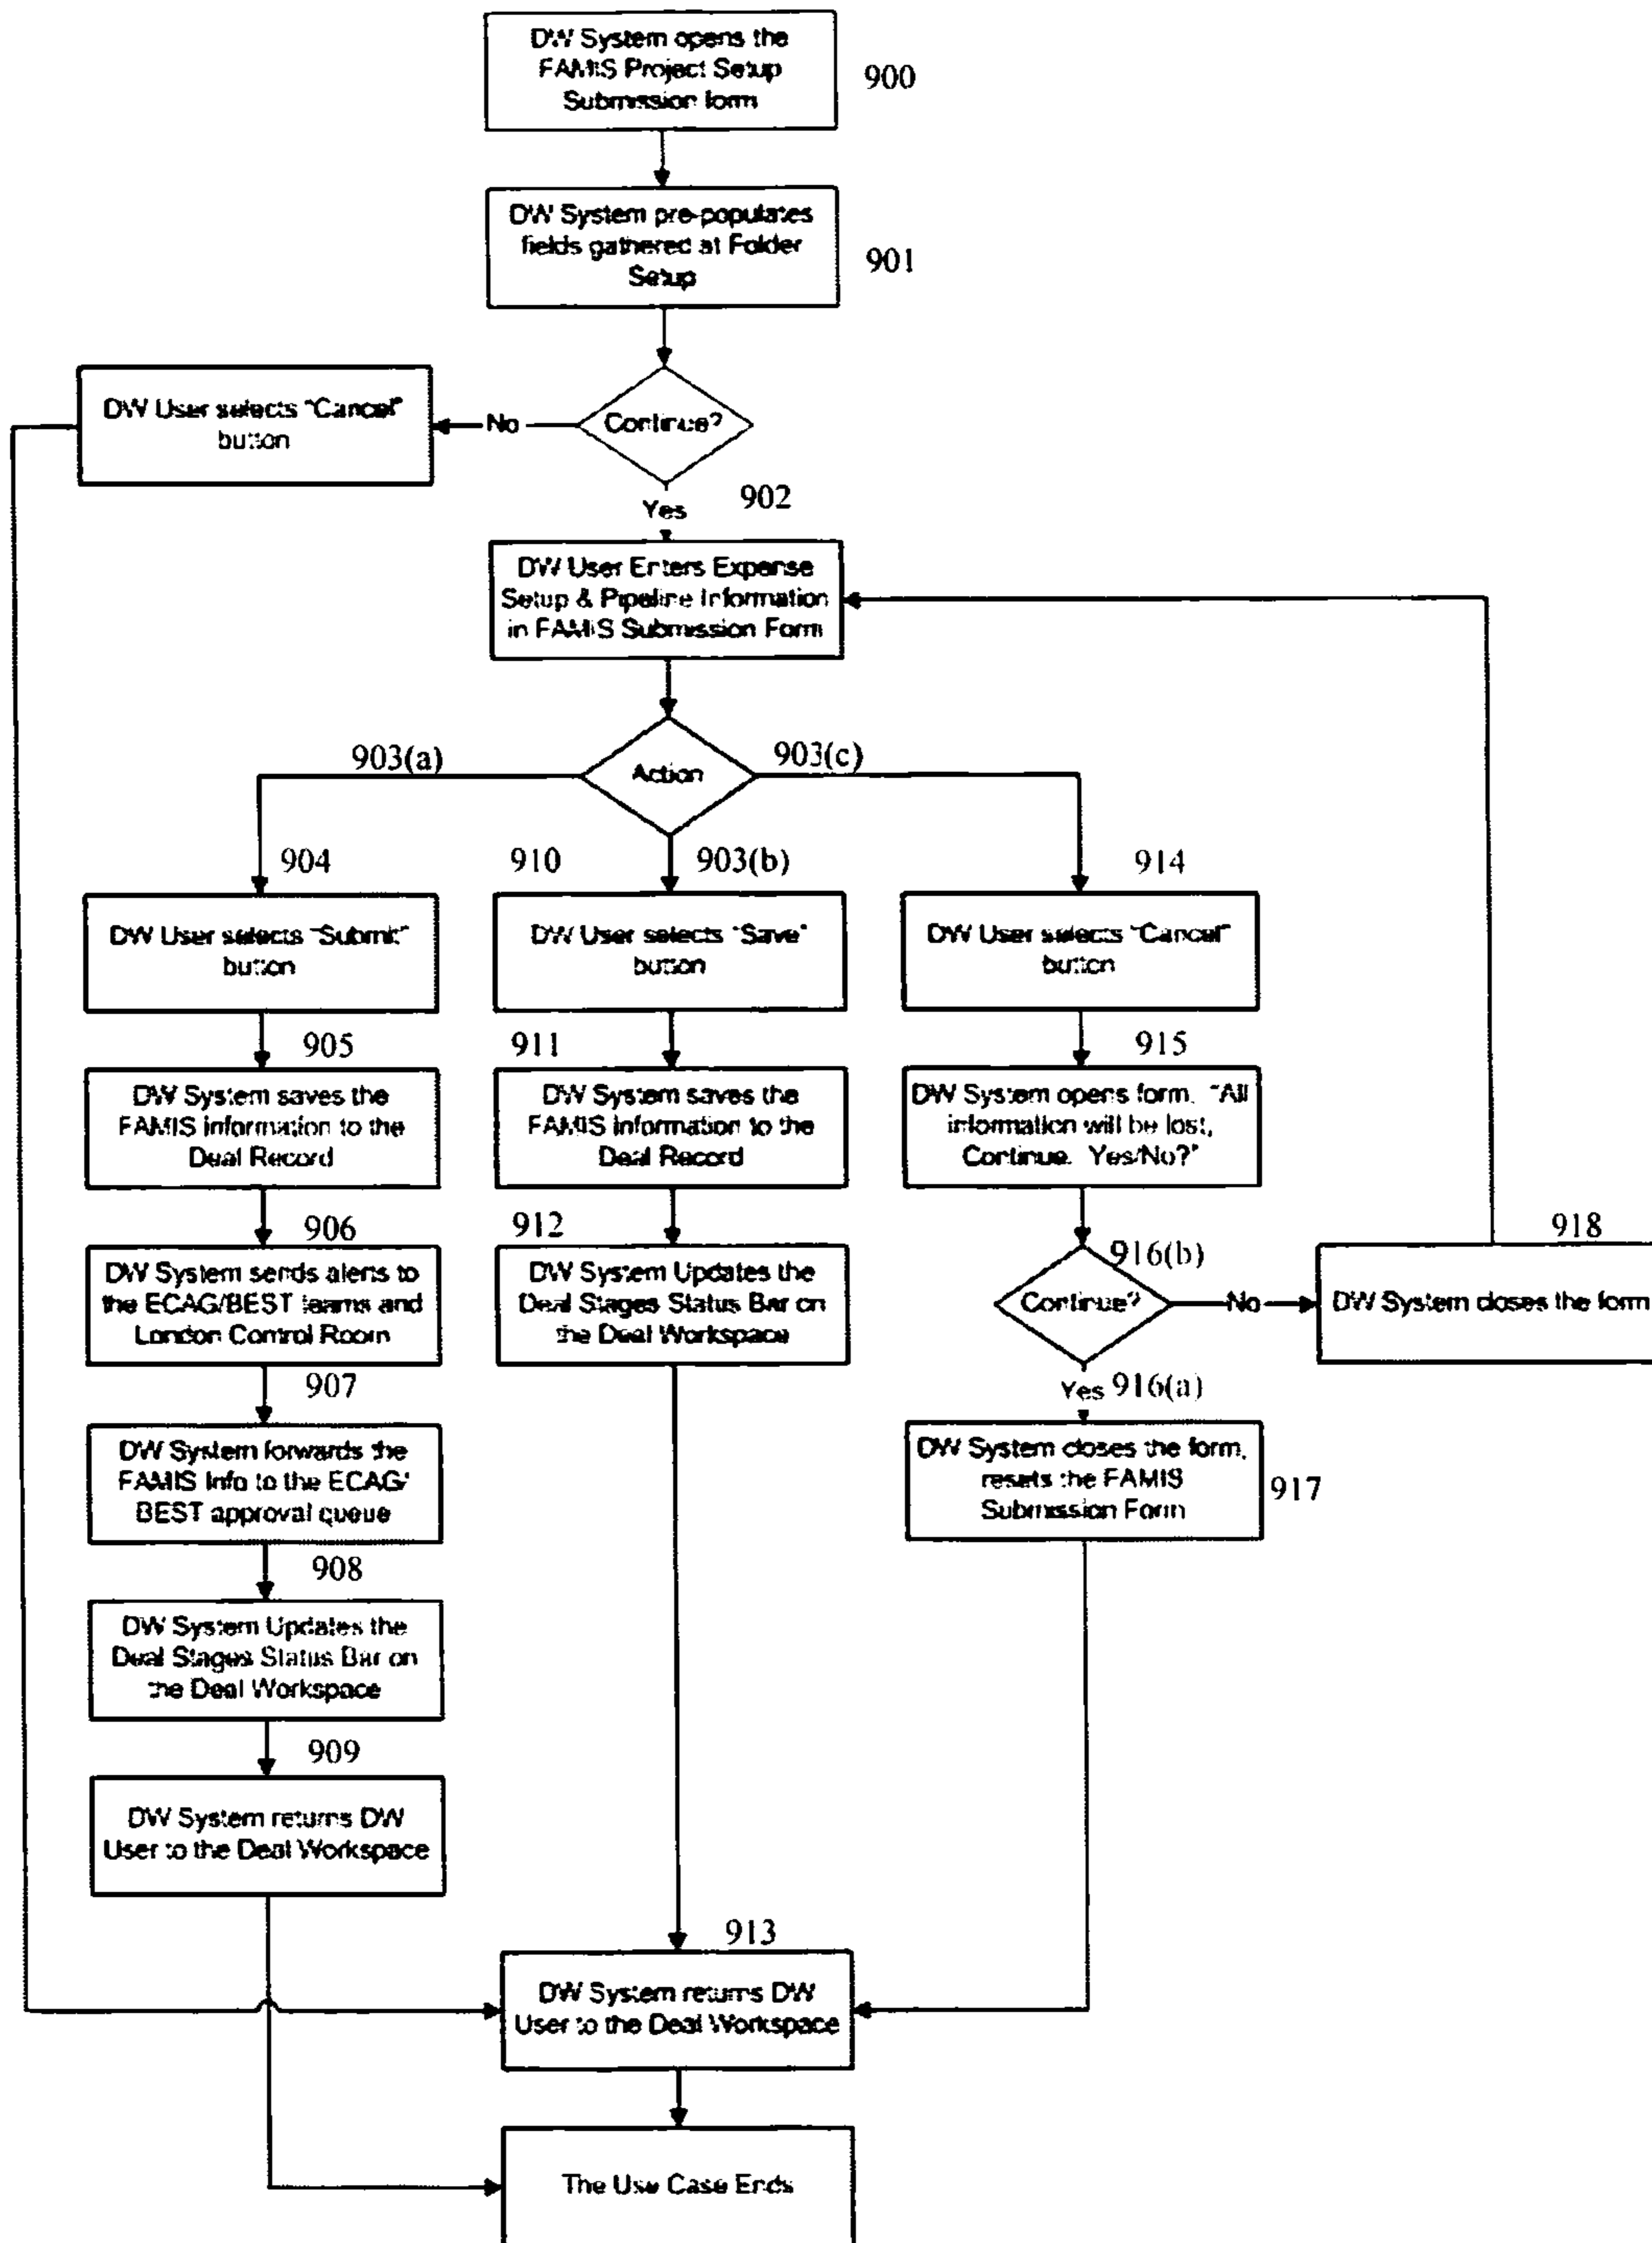 DW System opens the
FAMIS Project Setup
Submission form
900
DW System pre-populates
fields gathered at Folder
Setup
901
DW User selects "Cancel"
button
No
Continue?
Yes
902
DW User Enters Expense
Setup & Pipeline Information
in FAMIS Submission Form
903(a)
Action
903(c)
904
910
903(b)
914
DW User selects "Submit"
button
DW User selects "Save"
button
DW User selects "Cancel"
button
905
911
915
DW System saves the
FAMIS information to the
Deal Record
DW System saves the
FAMIS Information to the
Deal Record
DW System opens form. "All
information will be lost,
Continue. Yes/No?"
906
912
916(b)
918
DW System sends alerts to
the ECAG/BEST teams and
London Control Room
DW System Updates the
Deal Stages Status Bar on
the Deal Workspace
Continue?
No
DW System closes the form
907
Yes
916(a)
DW System forwards the
FAMIS Info to the ECAG/
BEST approval queue
DW System closes the form,
resets the FAMIS
Submission Form
917
908
DW System Updates the
Deal Stages Status Bar on
the Deal Workspace
909
DW System returns DW
User to the Deal Workspace
913
DW System returns DW
User to the Deal Workspace
The Use Case Ends